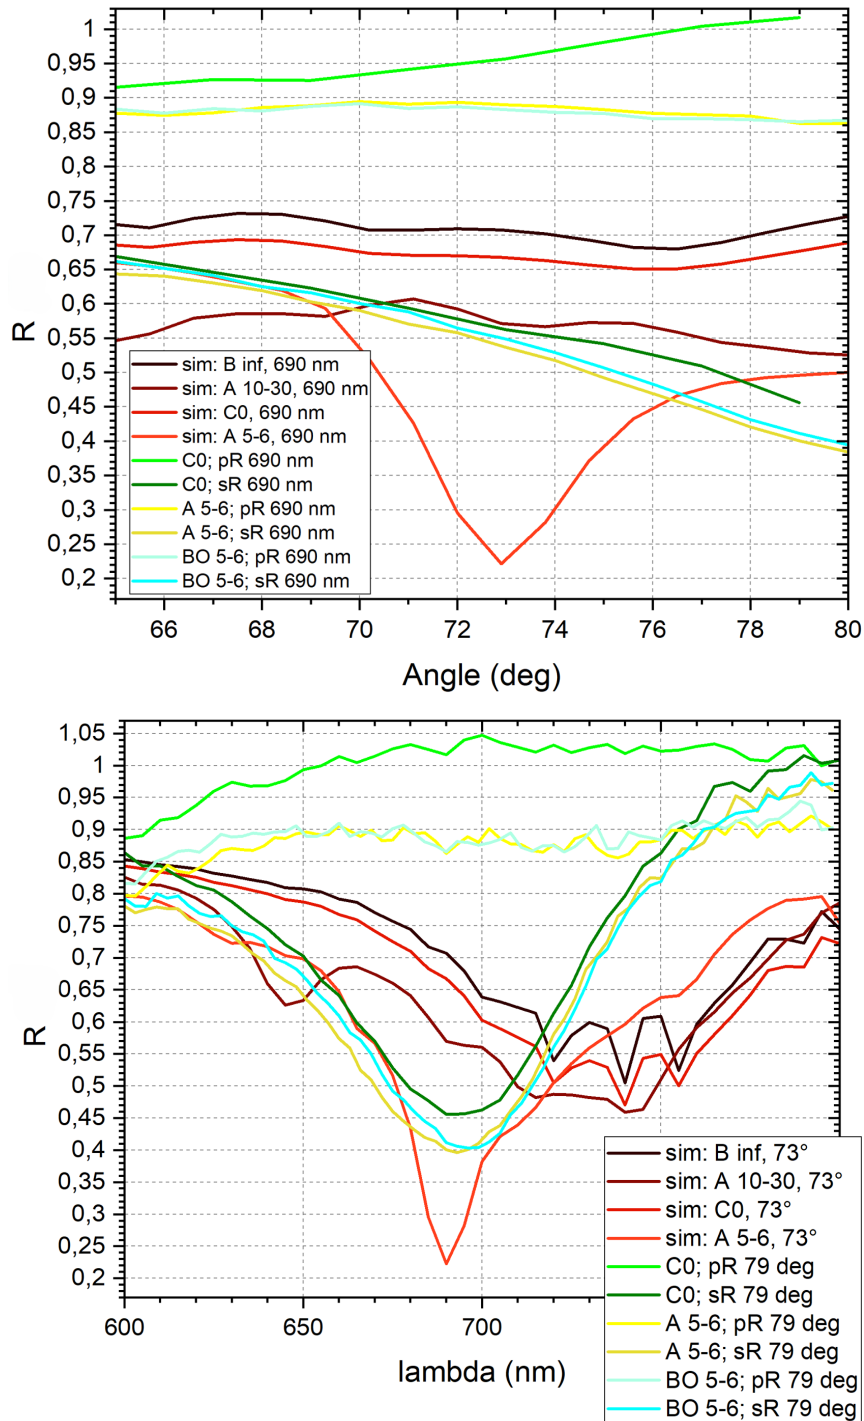 1
0,95
0,9
0,85
0,8
0,75
0,7
0,65
0,6
0,55
0,5
0,45
0,4
0,35
0,3
0,25
0,2
R
sim: B inf, 690 nm
sim: A 10-30, 690 nm
sim: C0, 690 nm
sim: A 5-6, 690 nm
C0; pR 690 nm
C0; sR 690 nm
A 5-6; pR 690 nm
A 5-6; sR 690 nm
BO 5-6; pR 690 nm
BO 5-6; sR 690 nm
66 68 70 72 74 76 78 80
Angle (deg)
1,05
1
0,95
0,9
0,85
0,8
0,75
0,7
0,65
0,6
0,55
0,5
0,45
0,4
0,35
0,3
0,25
0,2
R
600 650 700
lambda (nm)
sim: B inf, 73°
sim: A 10-30, 73°
sim: C0, 73°
sim: A 5-6, 73°
C0; pR 79 deg
C0; sR 79 deg
A 5-6; pR 79 deg
A 5-6; sR 79 deg
BO 5-6; pR 79 deg
BO 5-6; sR 79 deg